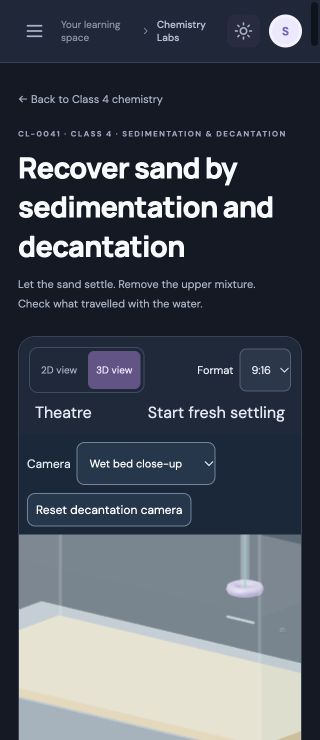 Your learning space
Chemistry Labs
S
← Back to Class 4 chemistry
CL-0041 · CLASS 4 · SEDIMENTATION & DECANTATION
Recover sand by
sedimentation and
decantation
Let the sand settle. Remove the upper mixture.
Check what travelled with the water.
2D view
3D view
Format
9:16
Theatre
Start fresh settling
Camera
Wet bed close-up
Reset decantation camera